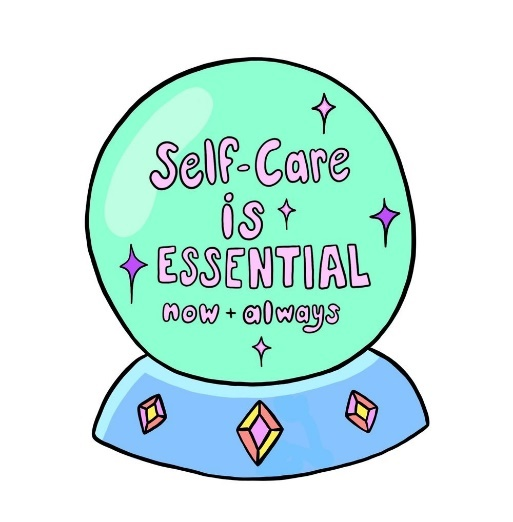 Self-Care
is
ESSENTIAL
now + always